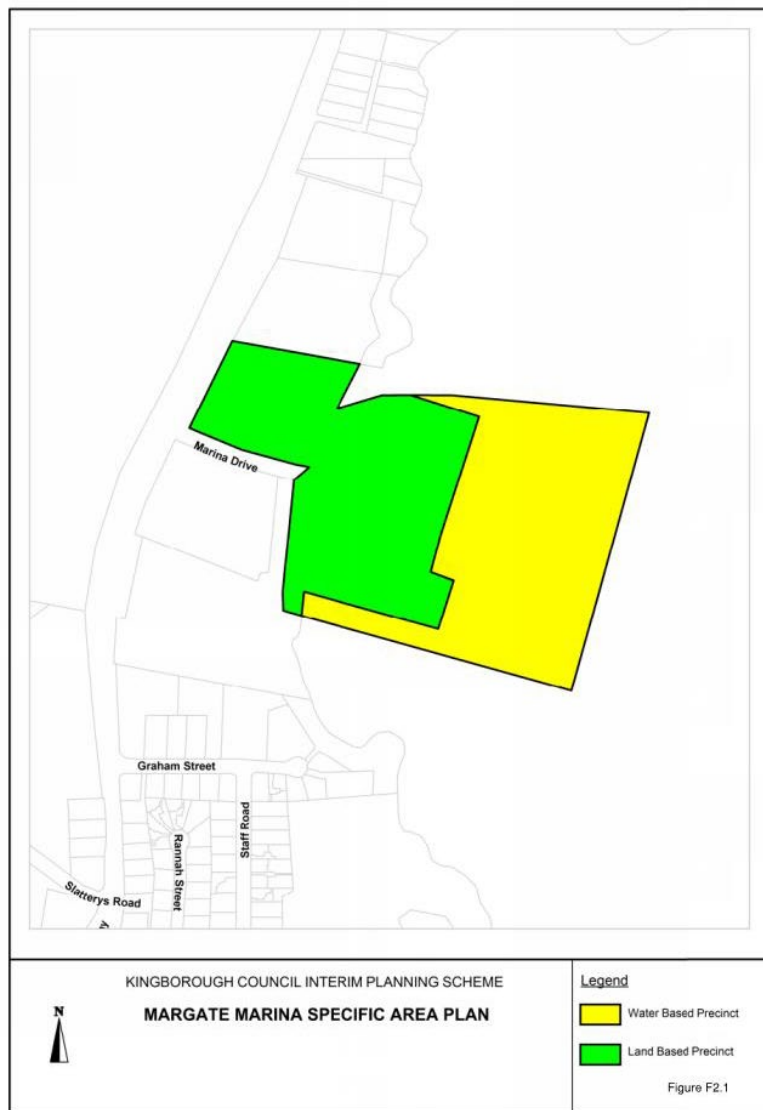 Marina Drive
Graham Street
Staff Road
Rannah Street
Slatterys Road
KINGBOROUGH COUNCIL INTERIM PLANNING SCHEME
MARGATE MARINA SPECIFIC AREA PLAN
N
Legend
Water Based Precinct
Land Based Precinct
Figure F2.1